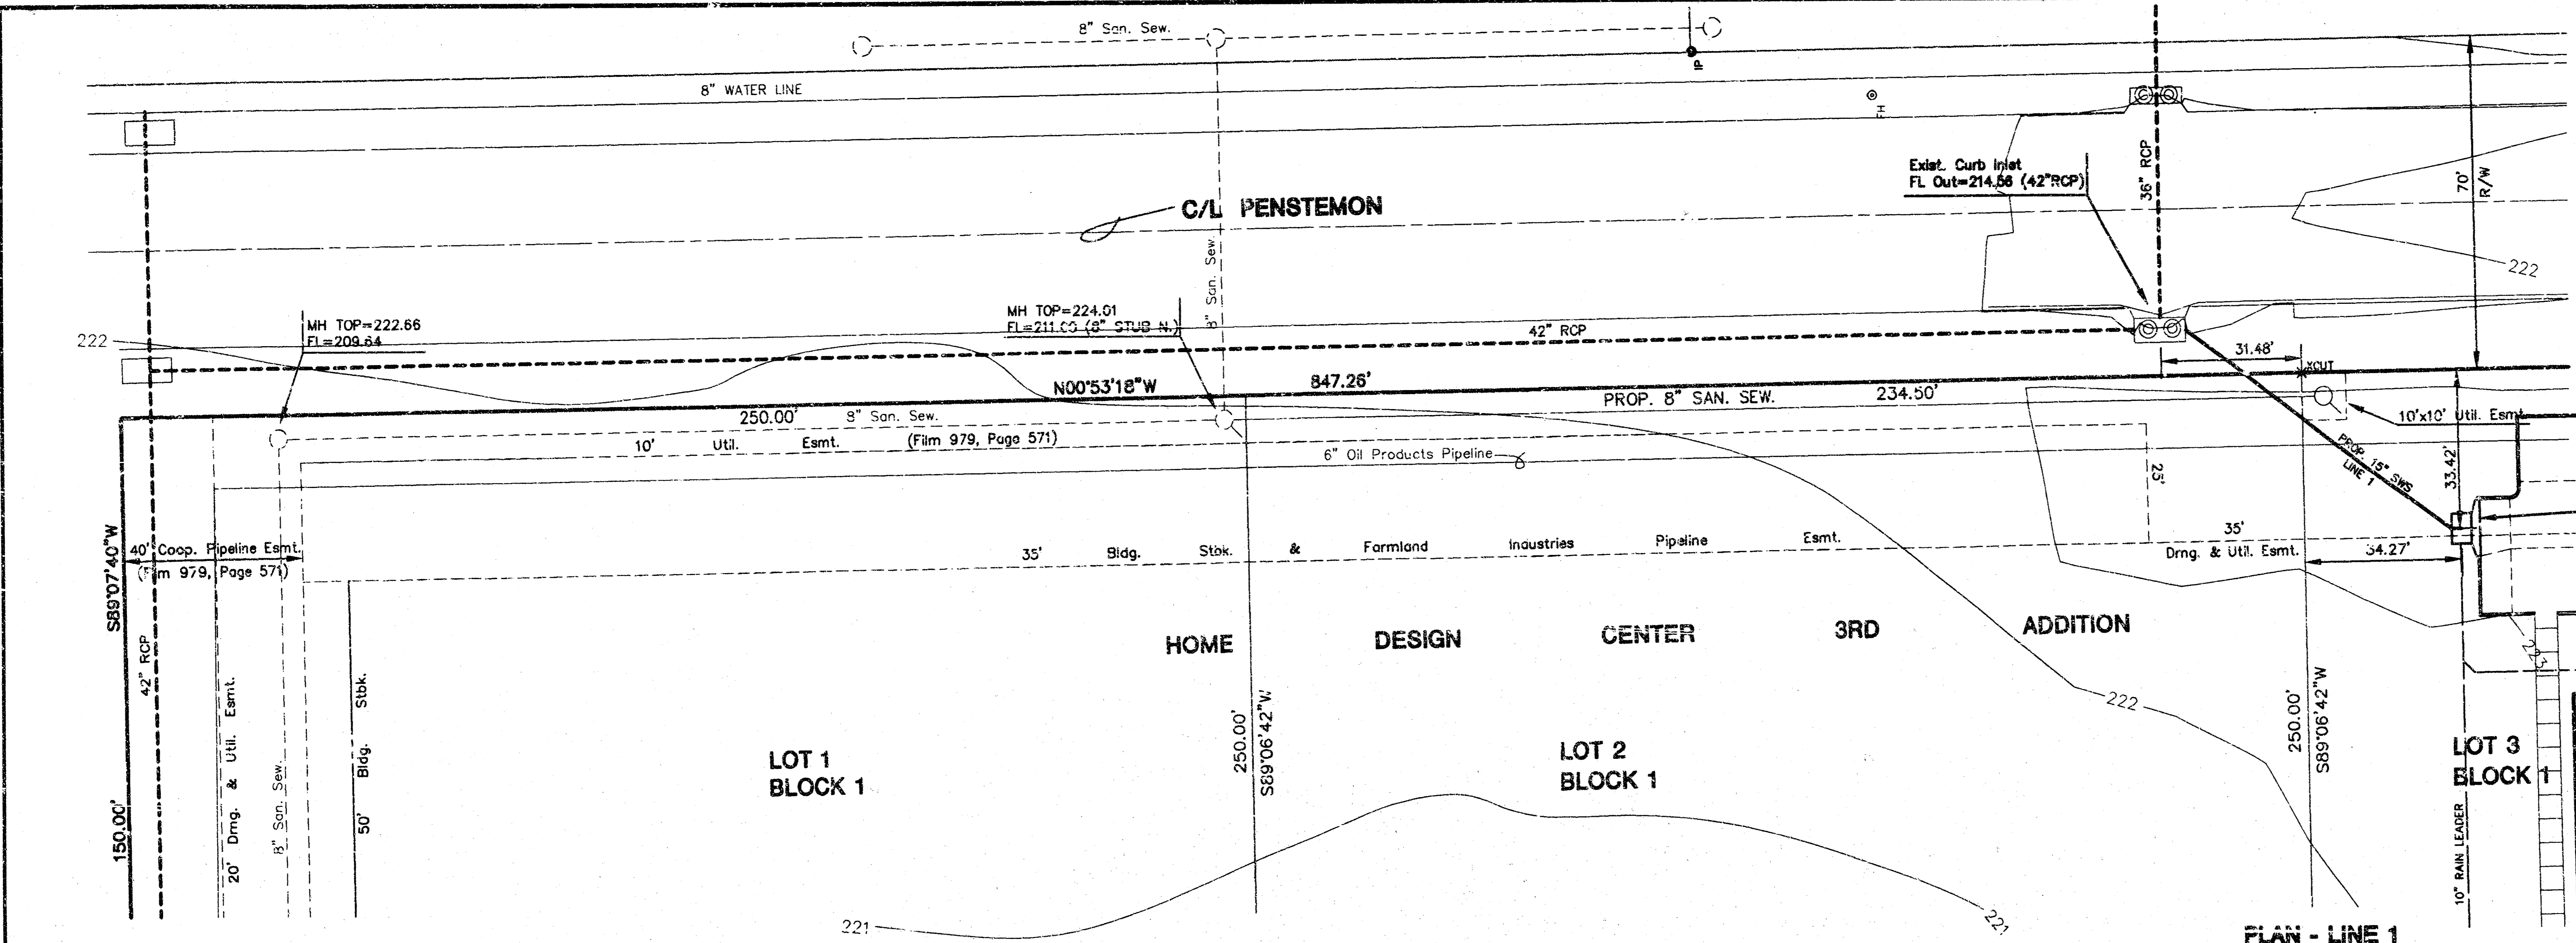 8" San. Sew.
8" WATER LINE
IP
FH
36" RCP
70'
R/W
Exist. Curb Inlet
FL Out=214.56 (42"RCP)
C/L PENSTEMON
8" San. Sew.
222
MH TOP=222.66
FL=209.64
MH TOP=224.01
FL=211.00 (8" STUB N.)
222
42" RCP
31.48'
XCUT
N00°53'18"W
847.26'
PROP. 8" SAN. SEW.
234.50'
250.00'
8" San. Sew.
10' Util. Esmt. (Film 979, Page 571)
10'x10' Util. Esmt.
6" Oil Products Pipeline
25'
PROP. 15" SWS
LINE 1
33.42'
S89°07'40"W
40' Coop. Pipeline Esmt.
(Film 979, Page 571)
35' Bldg. Stbk. & Farmland Industries Pipeline Esmt.
35'
Drng. & Util. Esmt.
34.27'
HOME DESIGN CENTER 3RD ADDITION
223
42" RCP
20' Drng. & Util. Esmt.
8" San. Sew.
50' Bldg. Stbk.
150.00'
LOT 1
BLOCK 1
250.00'
S89°06'42"W
LOT 2
BLOCK 1
222
250.00'
S89°06'42"W
LOT 3
BLOCK 1
10" RAIN LEADER
221
221
PLAN - LINE 1